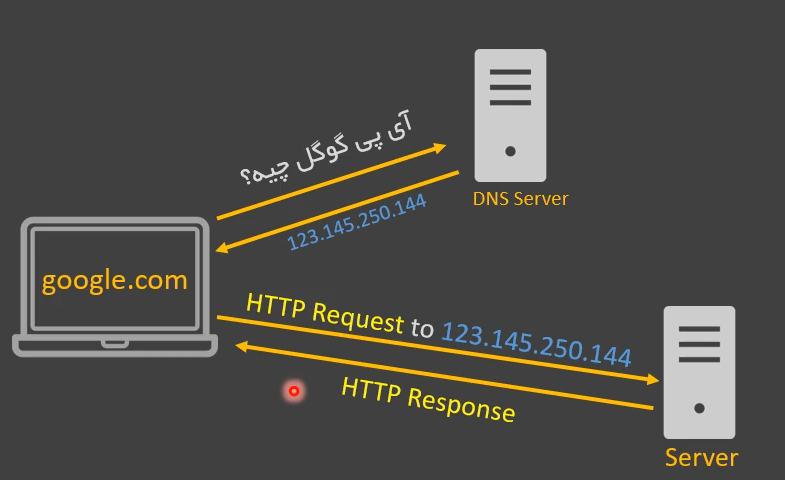 آی پی گوگل چیه؟
DNS Server
123.145.250.144
google.com
HTTP Request to 123.145.250.144
HTTP Response
Server